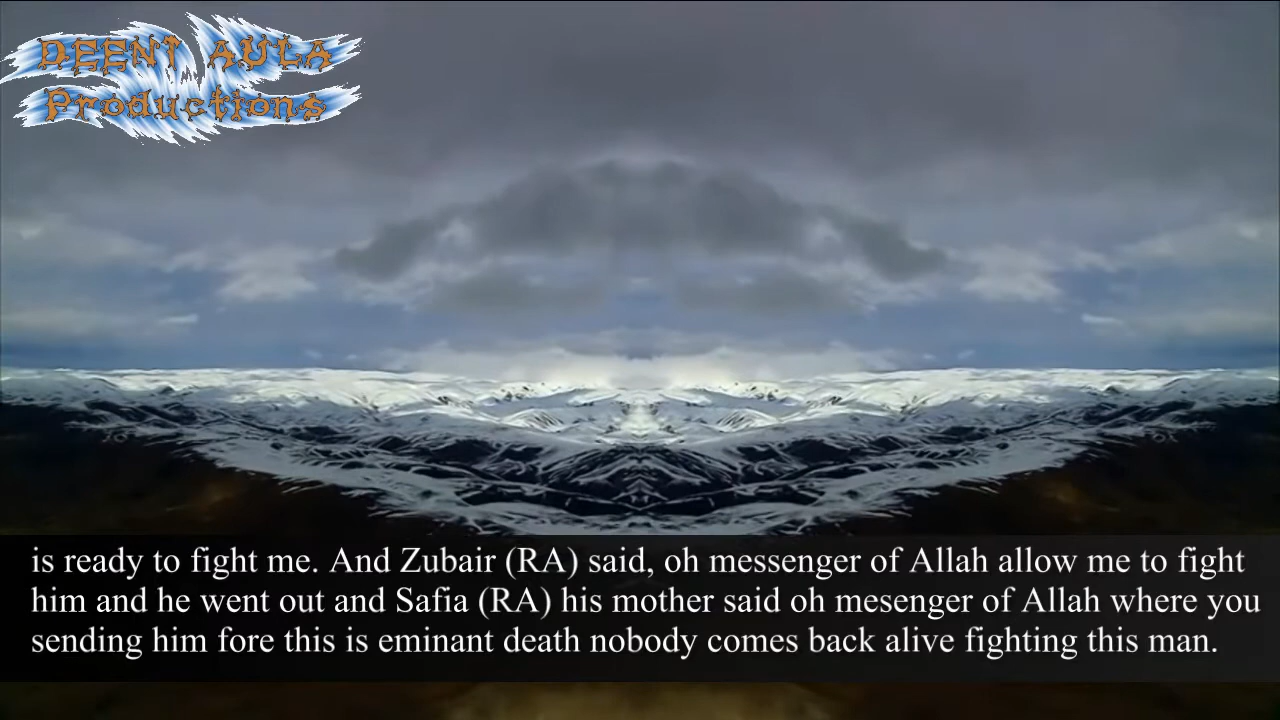 DEENI AULA
Productions
is ready to fight me. And Zubair (RA) said, oh messenger of Allah allow me to fight
him and he went out and Safia (RA) his mother said oh mesenger of Allah where you
sending him fore this is eminant death nobody comes back alive fighting this man.